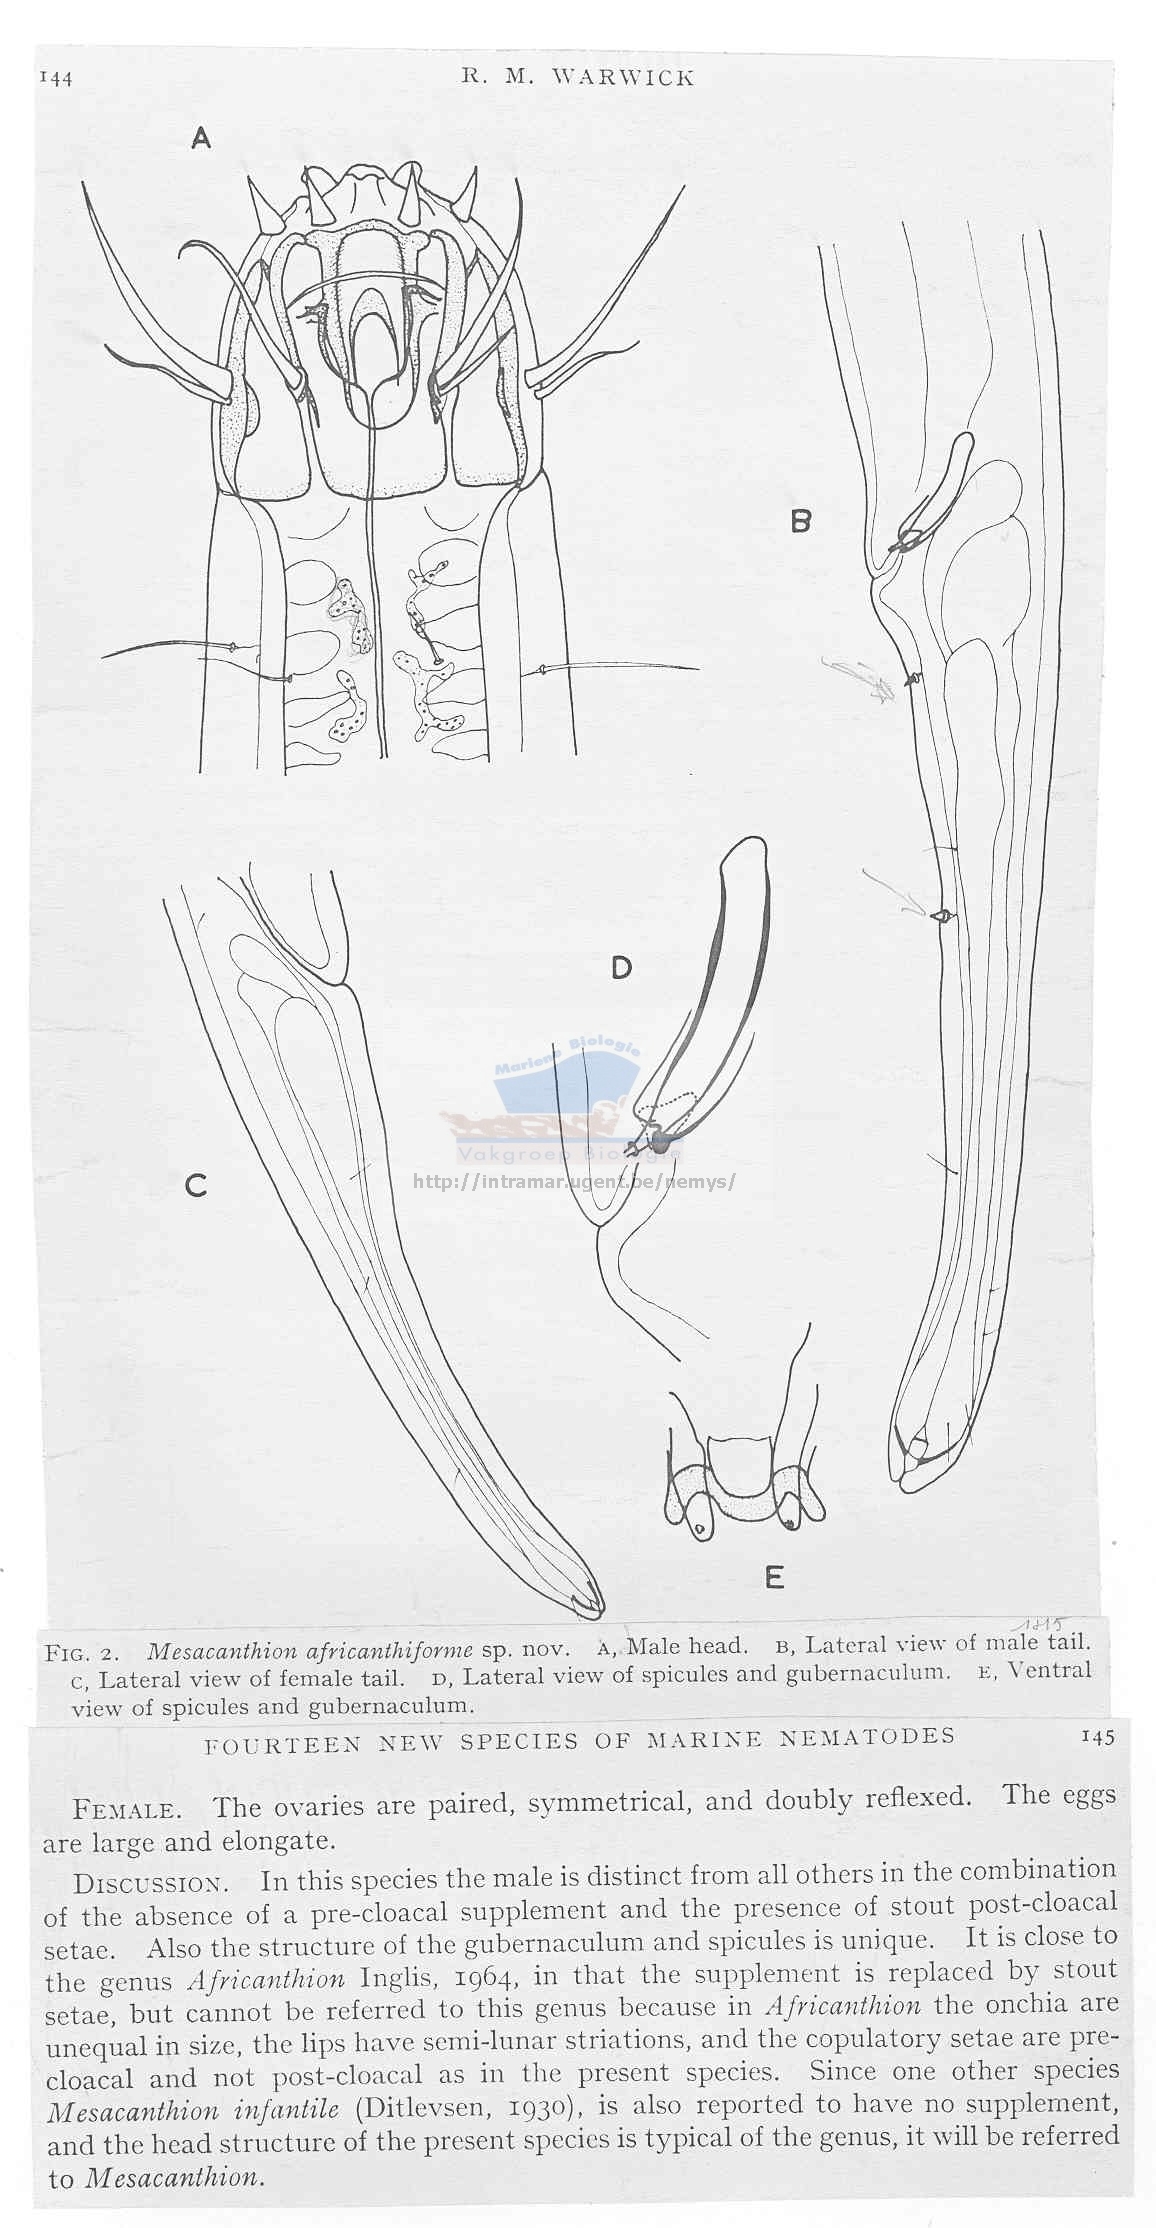 144
R. M. WARWICK
A
B
D
Marine Biologie
Vakgroep Biologie
http://intramar.ugent.be/nemys/
C
E
1815
FIG. 2. Mesacanthion africanthiforme sp. nov. A, Male head. B, Lateral view of male tail.
C, Lateral view of female tail. D, Lateral view of spicules and gubernaculum. E, Ventral
view of spicules and gubernaculum.
FOURTEEN NEW SPECIES OF MARINE NEMATODES 145
FEMALE. The ovaries are paired, symmetrical, and doubly reflexed. The eggs
are large and elongate.
DISCUSSION. In this species the male is distinct from all others in the combination
of the absence of a pre-cloacal supplement and the presence of stout post-cloacal
setae. Also the structure of the gubernaculum and spicules is unique. It is close to
the genus Africanthion Inglis, 1964, in that the supplement is replaced by stout
setae, but cannot be referred to this genus because in Africanthion the onchia are
unequal in size, the lips have semi-lunar striations, and the copulatory setae are pre-
cloacal and not post-cloacal as in the present species. Since one other species
Mesacanthion infantile (Ditlevsen, 1930), is also reported to have no supplement,
and the head structure of the present species is typical of the genus, it will be referred
to Mesacanthion.